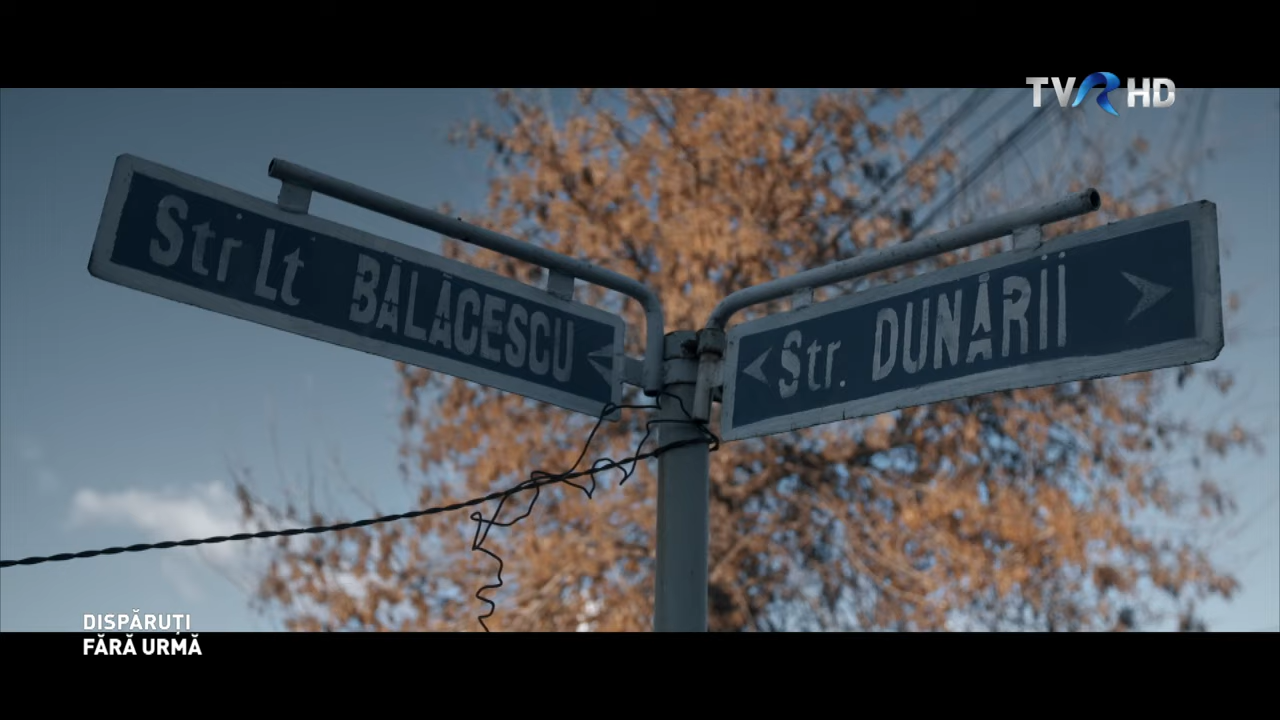 TVR HD
Str Lt BĂLĂCESCU
Str. DUNĂRII
DISPĂRUȚI
FĂRĂ URMĂ